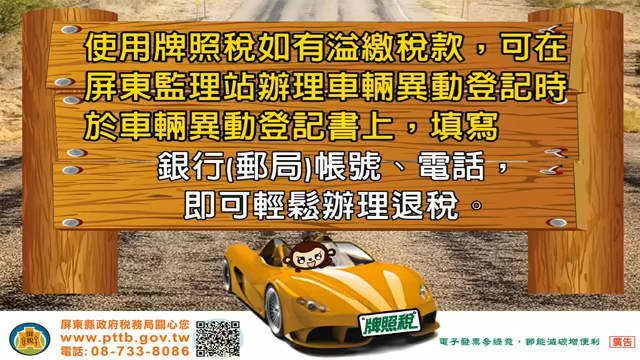 使用牌照稅如有溢繳稅款，可在
屏東監理站辦理車輛異動登記時
於車輛異動登記書上，填寫
銀行(郵局)帳號、電話，
即可輕鬆辦理退稅。
牌照稅
屏稅
屏東縣政府稅務局關心您
www.pttb.gov.tw
電話: 08-733-8086
電子發票參綠意，節能減碳增便利
廣告